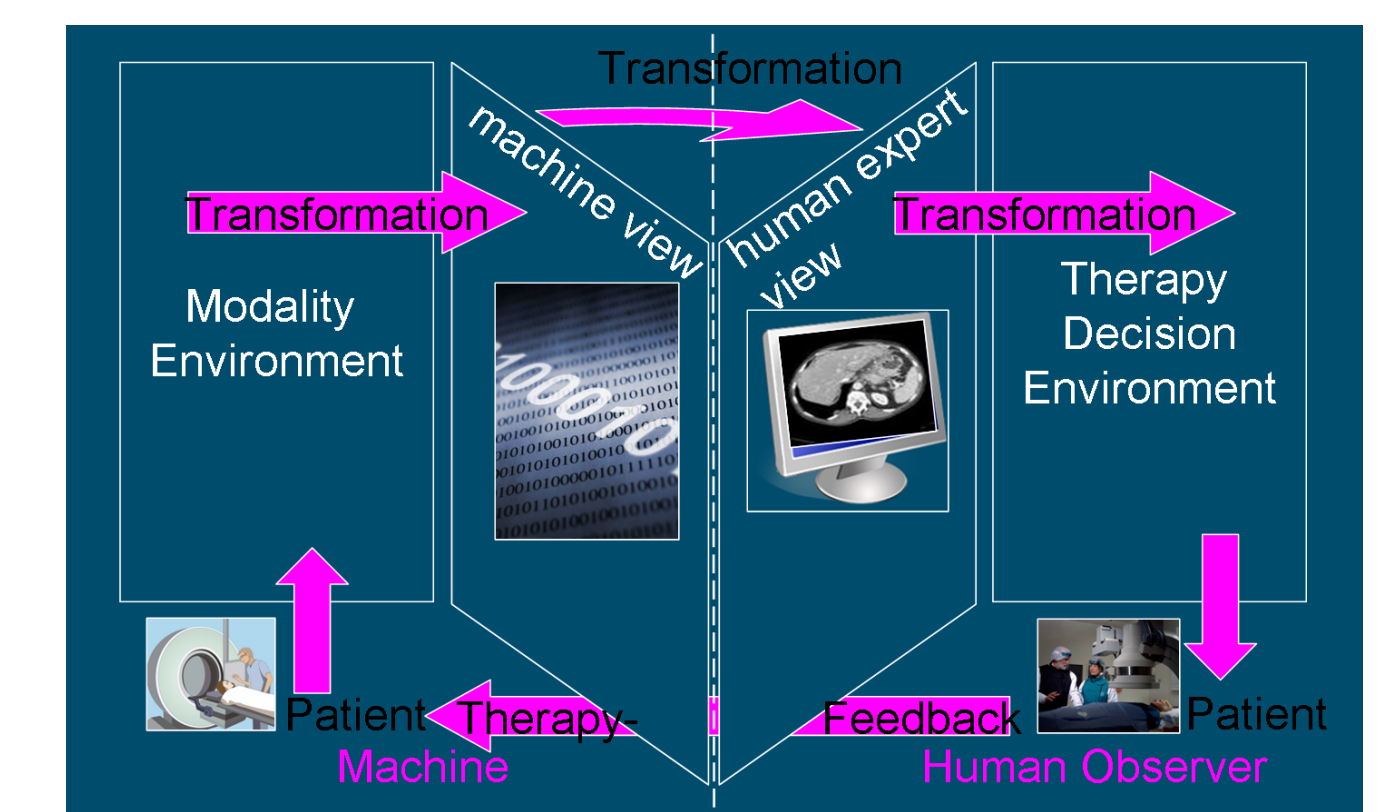 Transformation
machine view
human expert
view
Transformation
Transformation
Modality
Environment
Therapy
Decision
Environment
Patient
Therapy-
Feedback
Patient
Machine
Human Observer